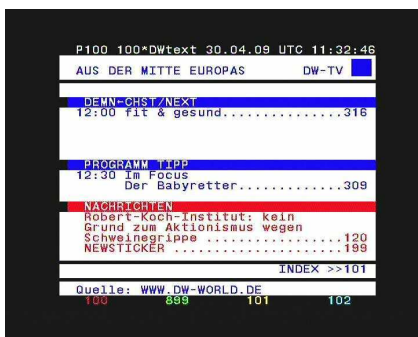 P100 100*DWtext 30.04.09 UTC 11:32:46
AUS DER MITTE EUROPAS DW-TV
DEMN←CHST/NEXT
12:00 fit & gesund..............316
PROGRAMM TIPP
12:30 Im Focus
Der Babyretter.............309
NACHRICHTEN
Robert-Koch-Institut: kein
Grund zum Aktionismus wegen
Schweinegrippe .................120
NEWSTICKER .....................199
INDEX >>101
Quelle: WWW.DW-WORLD.DE
100 899 101 102